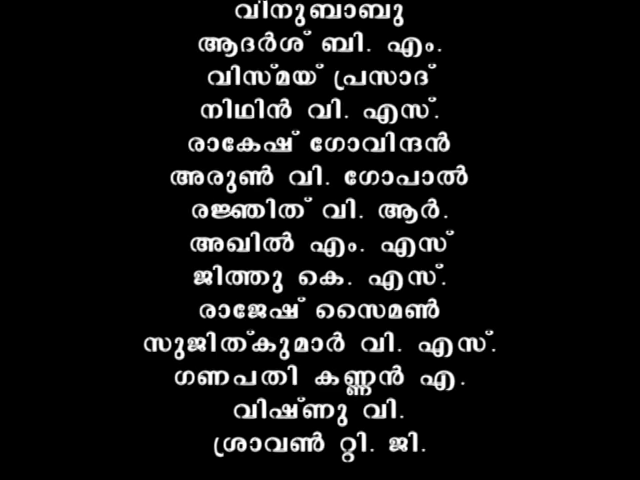 വിനുബാബു
ആദർശ് ബി. എം.
വിസ്മയ് പ്രസാദ്
നിഥിൻ വി. എസ്.
രാകേഷ് ഗോവിന്ദൻ
അരുൺ വി. ഗോപാൽ
രഞ്ജിത് വി. ആർ.
അഖിൽ എം. എസ്
ജിത്തു കെ. എസ്.
രാജേഷ് സൈമൺ
സുജിത്കുമാർ വി. എസ്.
ഗണപതി കണ്ണൻ എ.
വിഷ്ണു വി.
ശ്രാവൺ റ്റി. ജി.